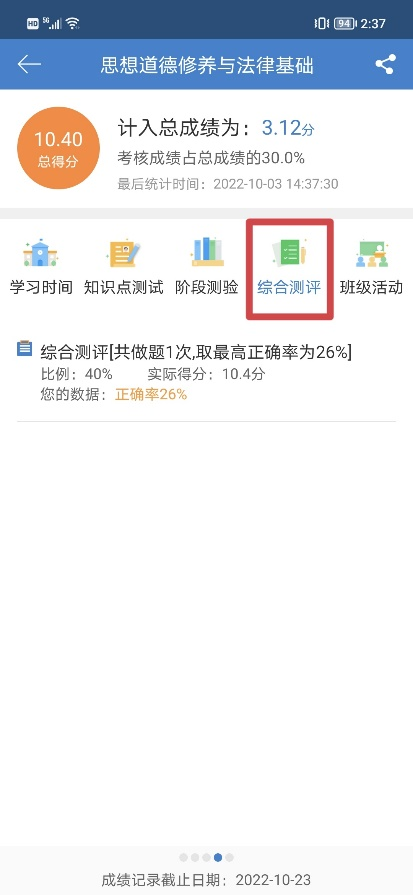 HD 5G 94 2:37
思想道德修养与法律基础
10.40
总得分
计入总成绩为：3.12分
考核成绩占总成绩的30.0%
最后统计时间：2022-10-03 14:37:30
学习时间 知识点测试 阶段测验 综合测评 班级活动
综合测评[共做题1次,取最高正确率为26%]
比例：40% 实际得分：10.4分
您的数据：正确率26%
成绩记录截止日期：2022-10-23